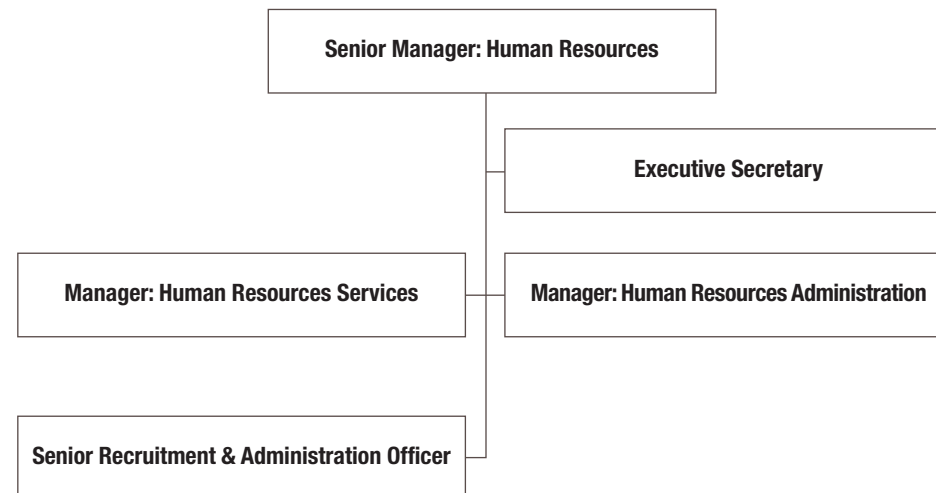 Senior Manager: Human Resources
Executive Secretary
Manager: Human Resources Services
Manager: Human Resources Administration
Senior Recruitment & Administration Officer